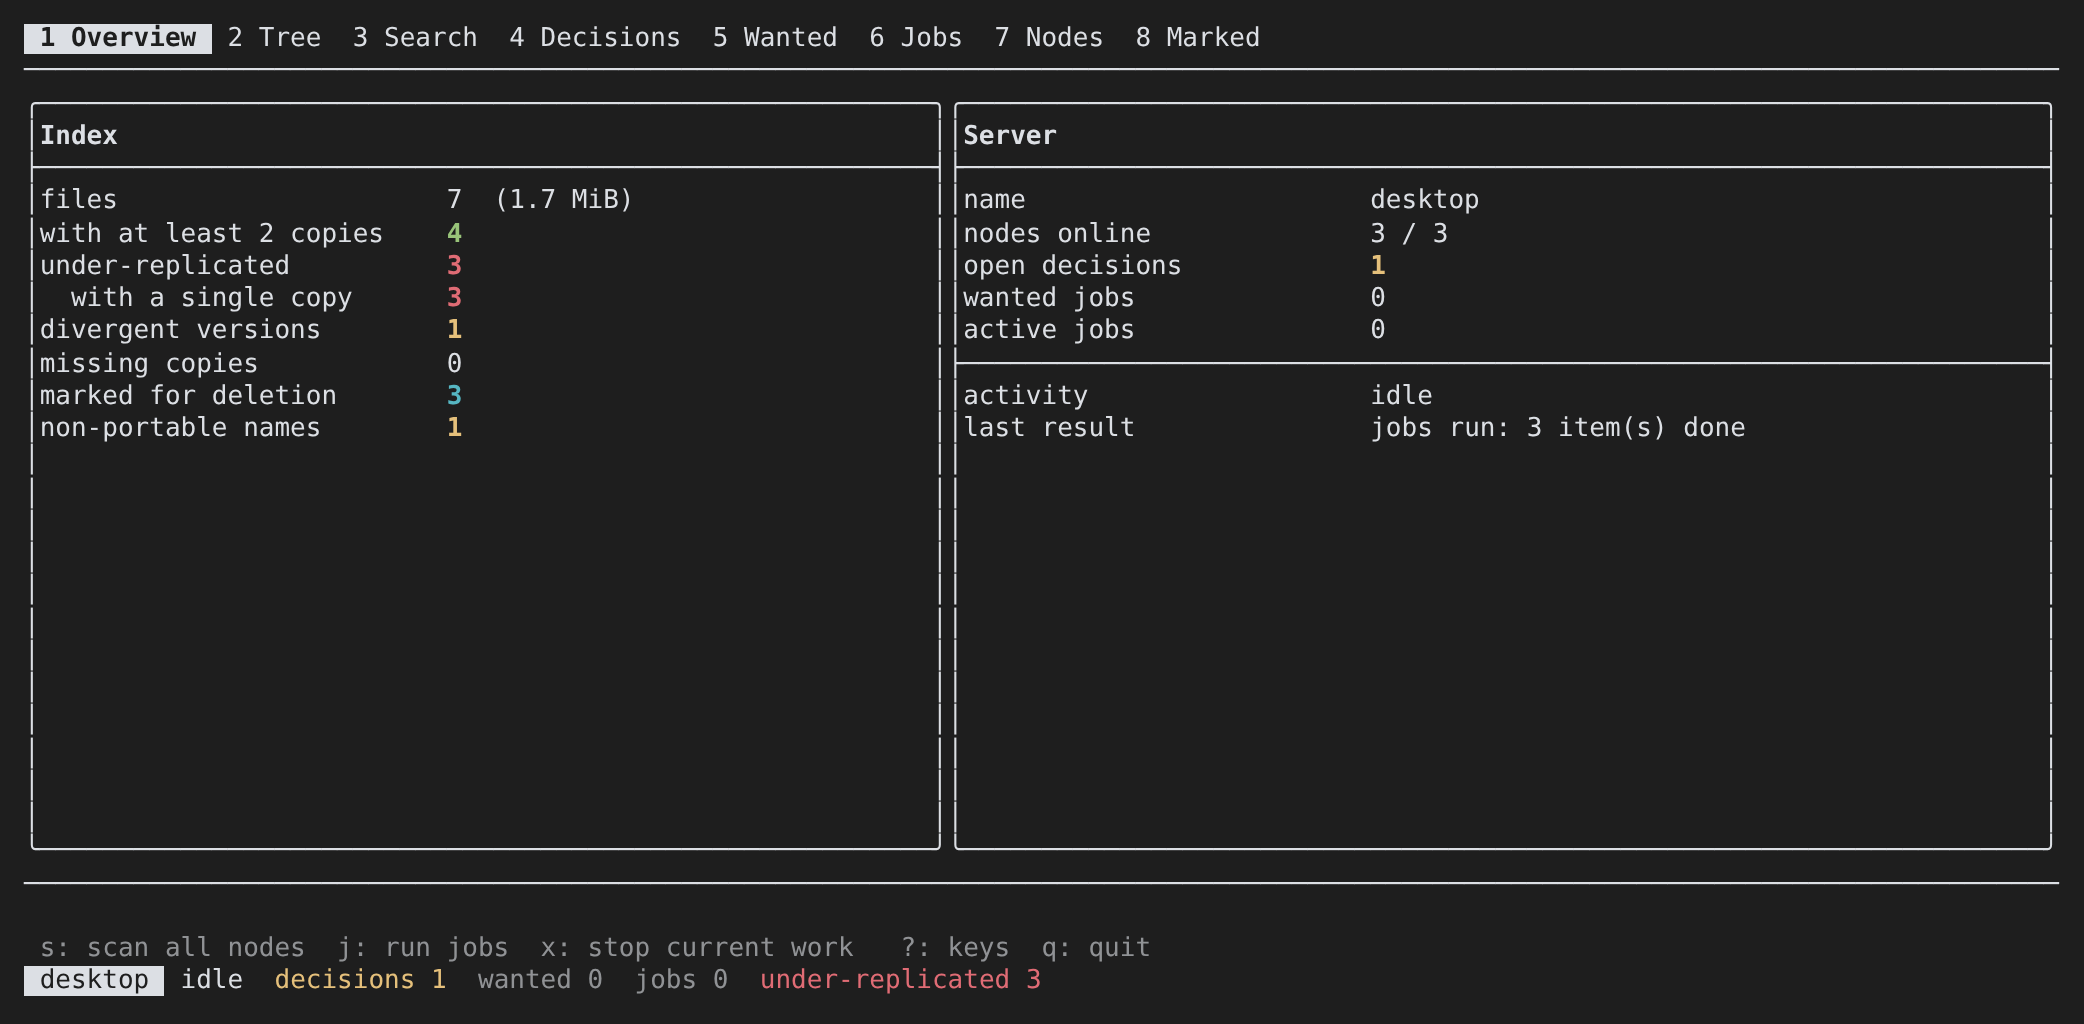 1 Overview  2 Tree  3 Search  4 Decisions  5 Wanted  6 Jobs  7 Nodes  8 Marked
Index
files 7 (1.7 MiB)
with at least 2 copies 4
under-replicated 3
with a single copy 3
divergent versions 1
missing copies 0
marked for deletion 3
non-portable names 1
Server
name desktop
nodes online 3 / 3
open decisions 1
wanted jobs 0
active jobs 0
activity idle
last result jobs run: 3 item(s) done
s: scan all nodes  j: run jobs  x: stop current work  ?: keys  q: quit
desktop idle decisions 1 wanted 0 jobs 0 under-replicated 3